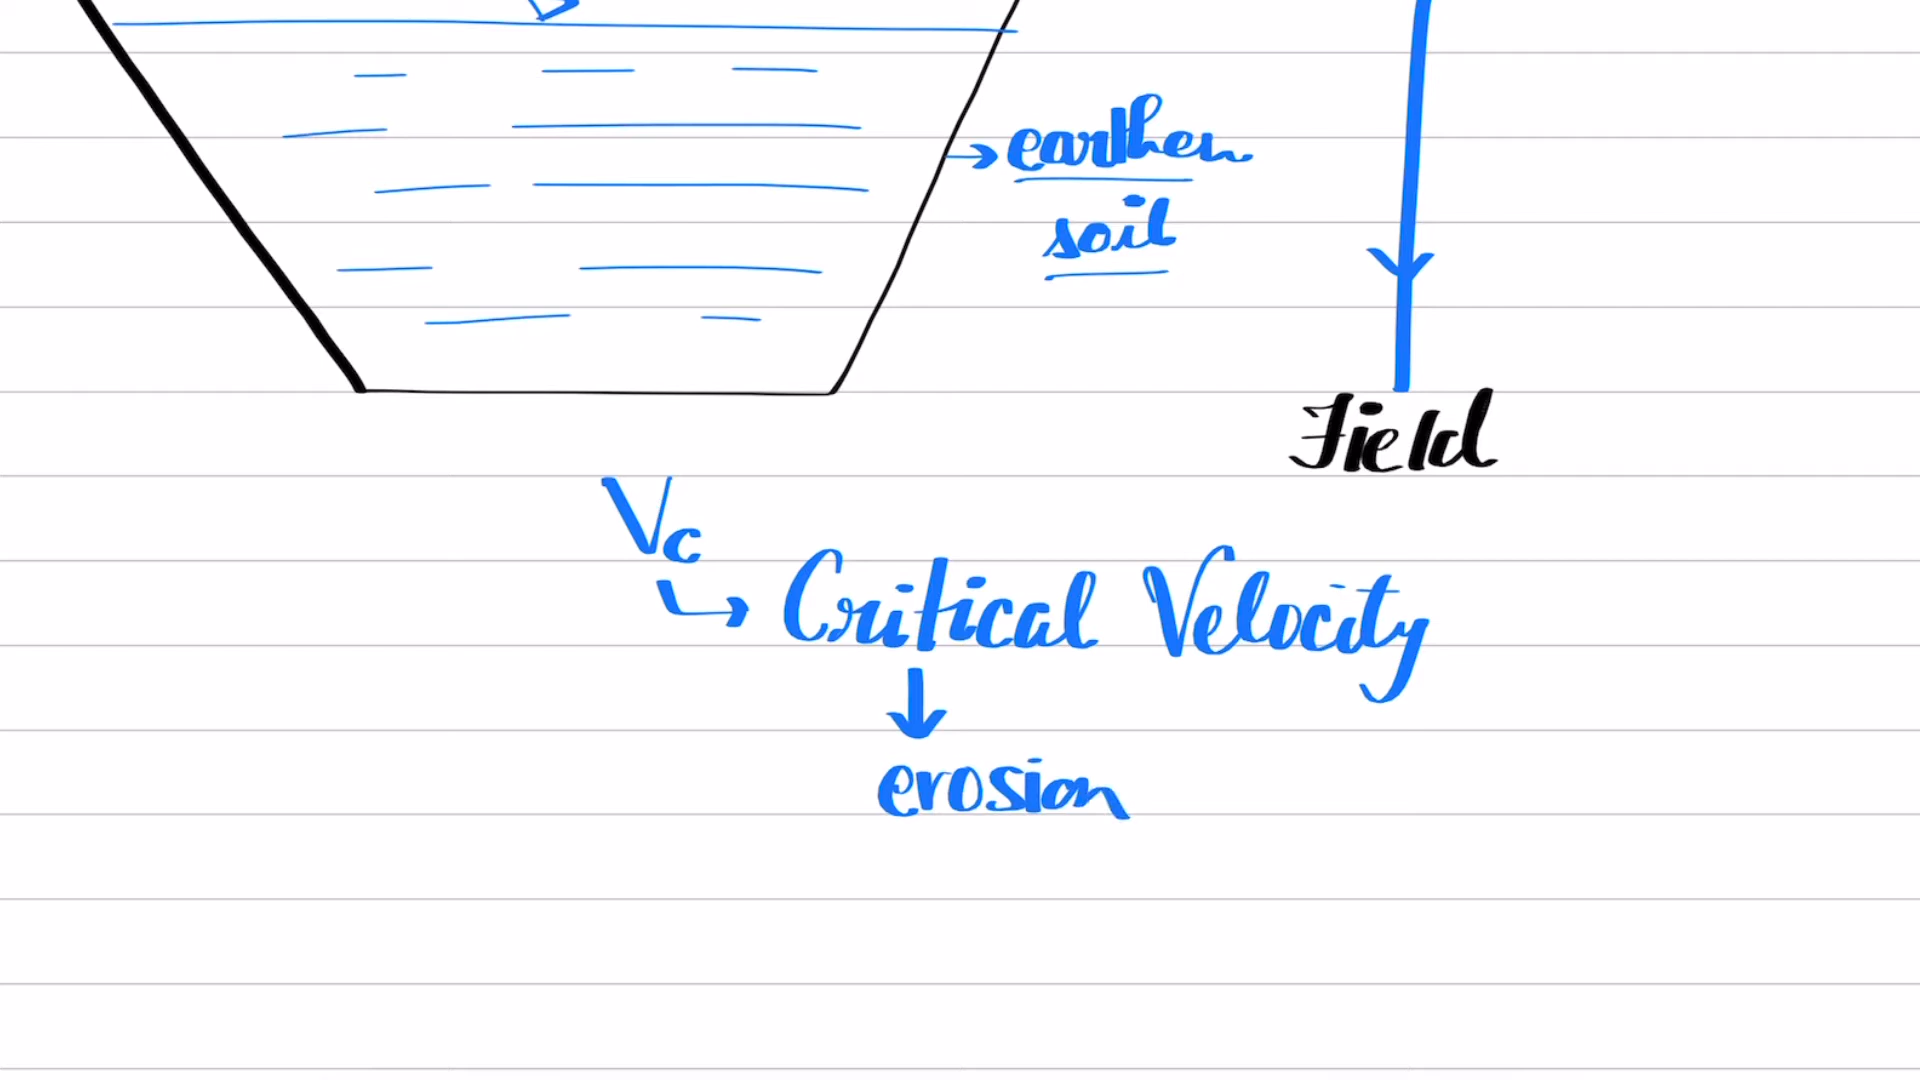 earthen
soil
Field
Vc
Critical Velocity
erosion